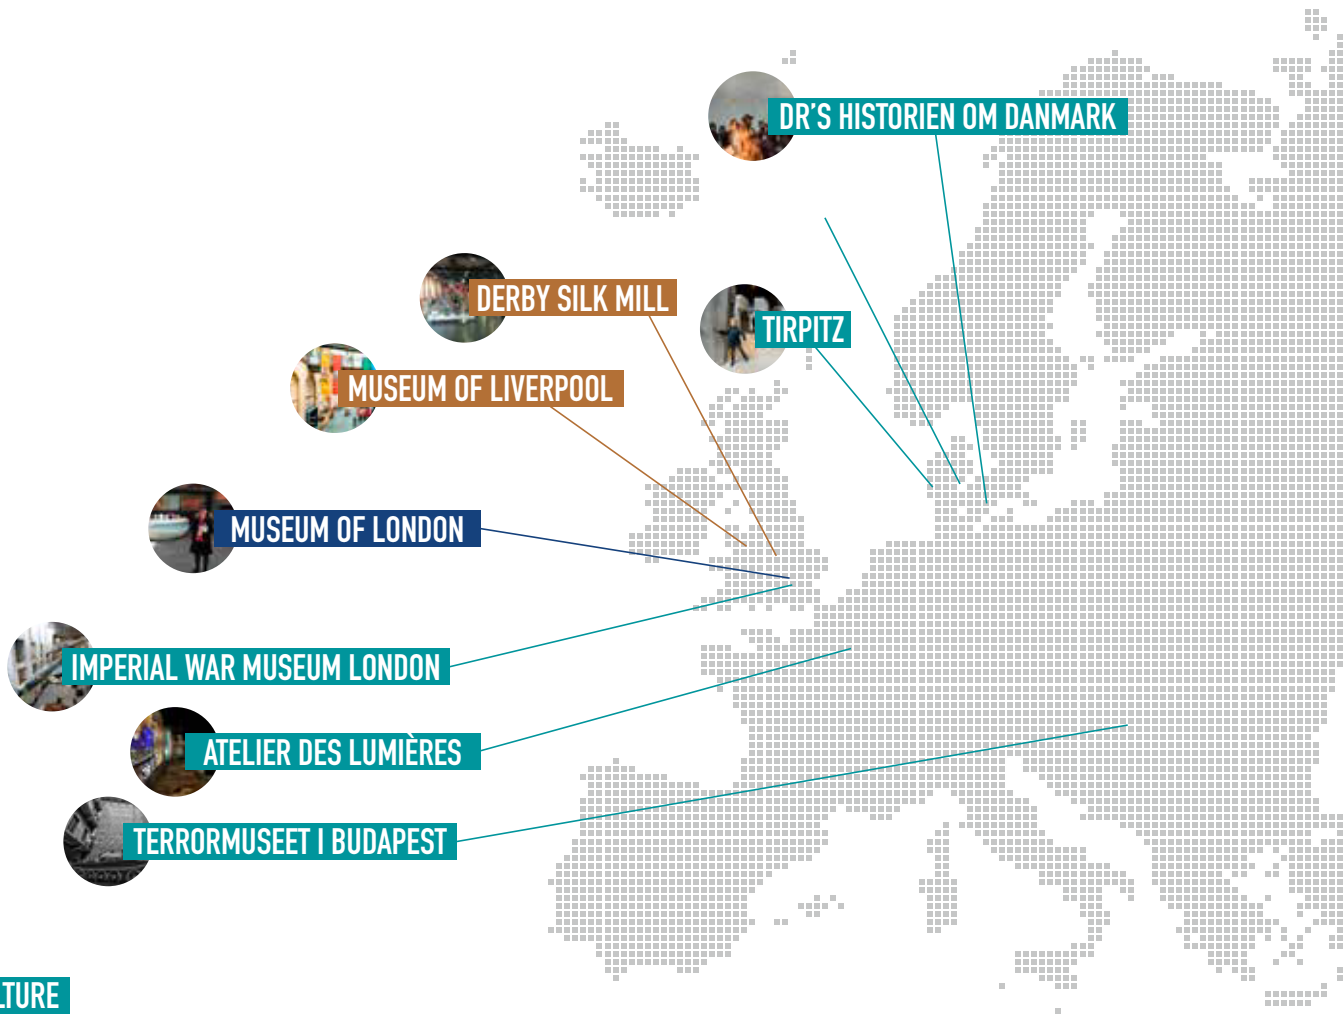 DR'S HISTORIEN OM DANMARK
DERBY SILK MILL
TIRPITZ
MUSEUM OF LIVERPOOL
MUSEUM OF LONDON
IMPERIAL WAR MUSEUM LONDON
ATELIER DES LUMIÈRES
TERRORMUSEET I BUDAPEST
LTURE